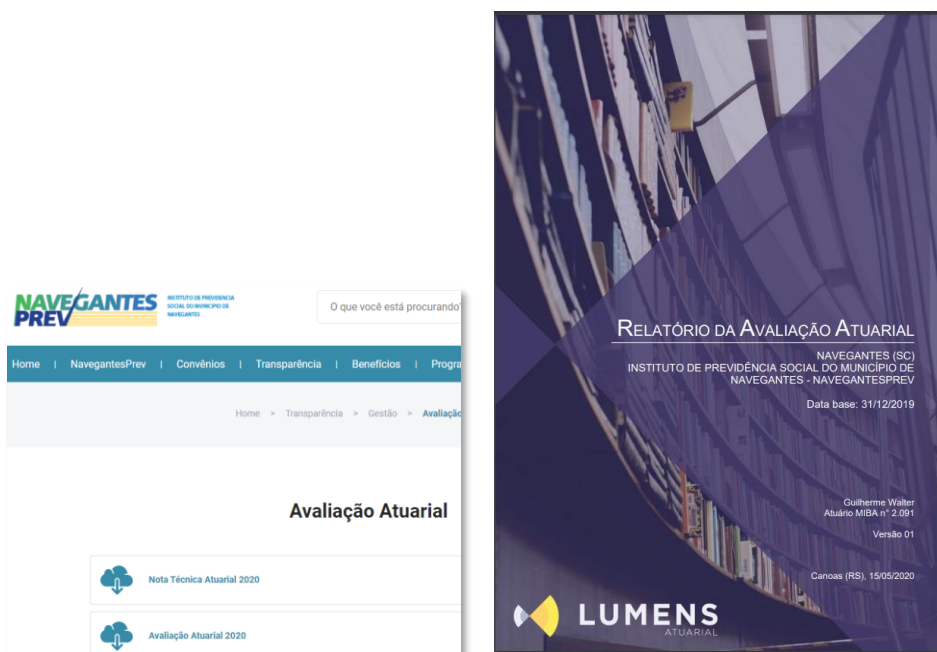 NAVEGANTES
PREV
INSTITUTO DE PREVIDÊNCIA
SOCIAL DO MUNICÍPIO DE
NAVEGANTES
O que você está procurando?
Home | NavegantesPrev | Convênios | Transparência | Benefícios | Progra
Home > Transparência > Gestão > Avaliação
Avaliação Atuarial
Nota Técnica Atuarial 2020
Avaliação Atuarial 2020
RELATÓRIO DA AVALIAÇÃO ATUARIAL
NAVEGANTES (SC)
INSTITUTO DE PREVIDÊNCIA SOCIAL DO MUNICÍPIO DE
NAVEGANTES - NAVEGANTESPREV
Data base: 31/12/2019
Guilherme Walter
Atuário MIBA n° 2.091
Versão 01
Canoas (RS), 15/05/2020
LUMENS
ATUARIAL